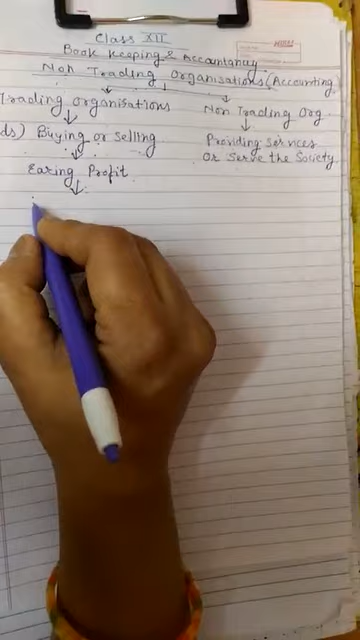 Class XII
Book Keeping & Accountancy
Non Trading Organisations (Accounting)
Trading organisations
Non Trading Org
ds) Buying or selling
Providing services
Or Serve the Society
Earing Profit